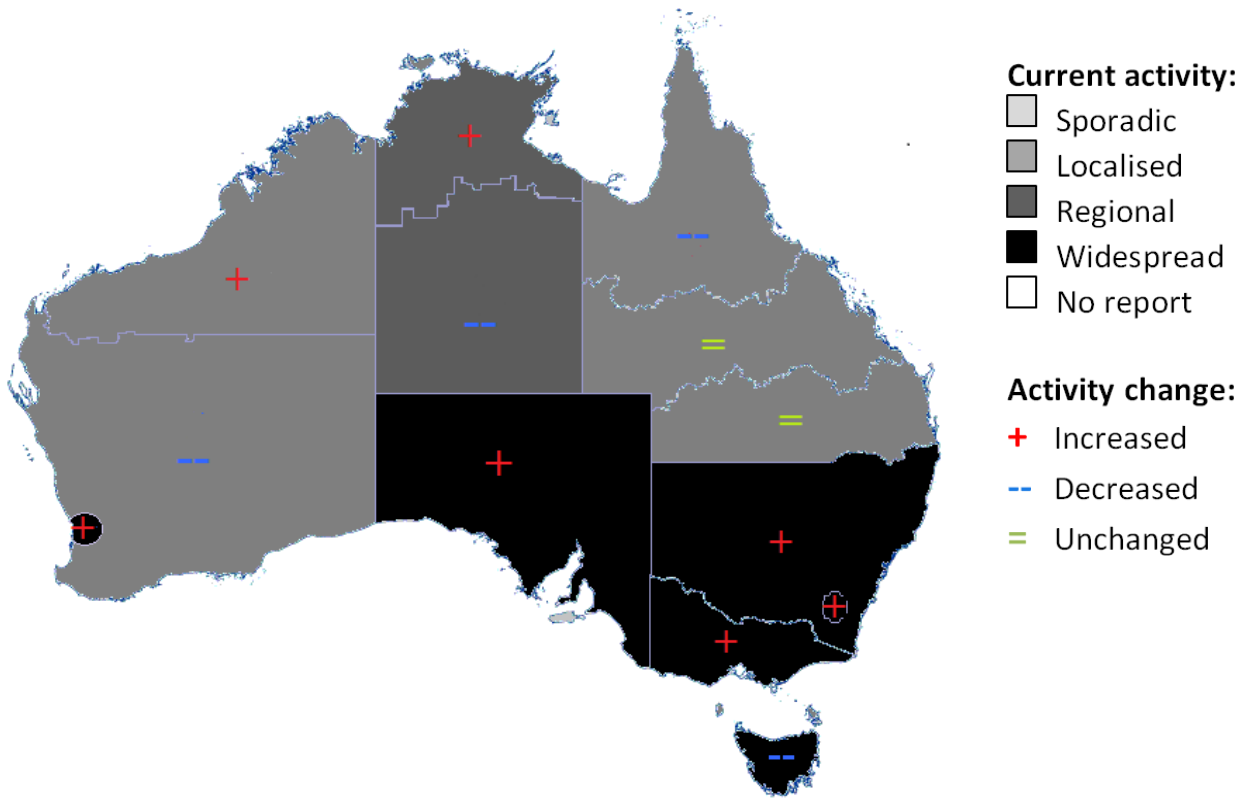 Current activity:
Sporadic
Localised
Regional
Widespread
No report
Activity change:
+ Increased
-- Decreased
= Unchanged